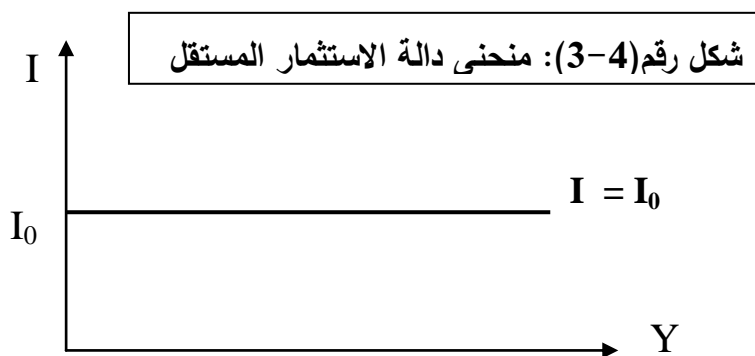 شكل رقم(4-3): منحنى دالة الاستثمار المستقل
I
I = I₀
I₀
Y